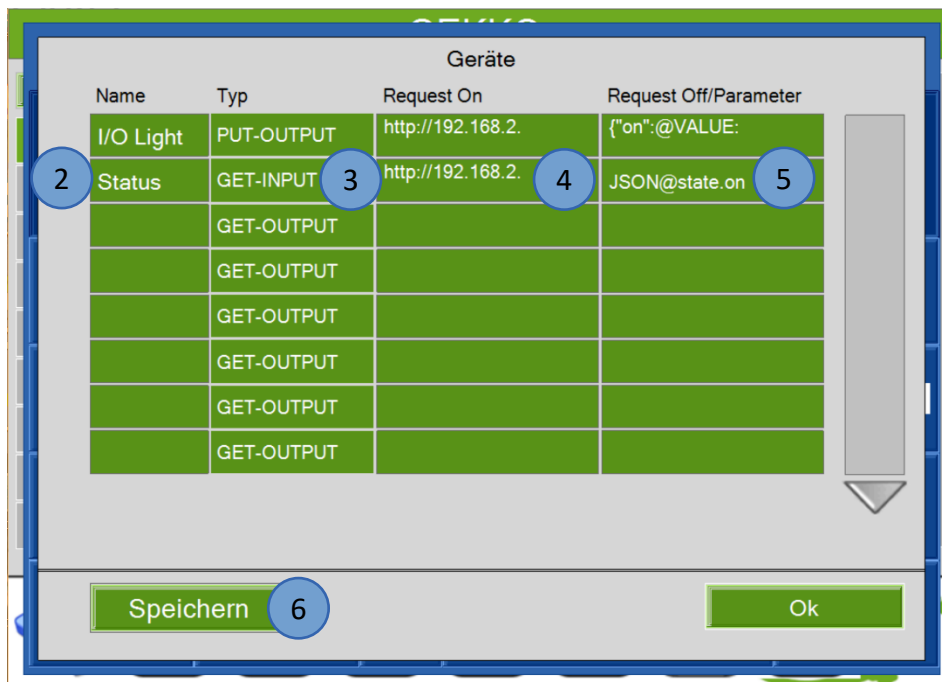 Geräte
Name Typ Request On Request Off/Parameter
I/O Light PUT-OUTPUT http://192.168.2. {"on":@VALUE:
2 Status GET-INPUT 3 http://192.168.2. 4 JSON@state.on 5
GET-OUTPUT
GET-OUTPUT
GET-OUTPUT
GET-OUTPUT
GET-OUTPUT
GET-OUTPUT
Speichern 6 Ok